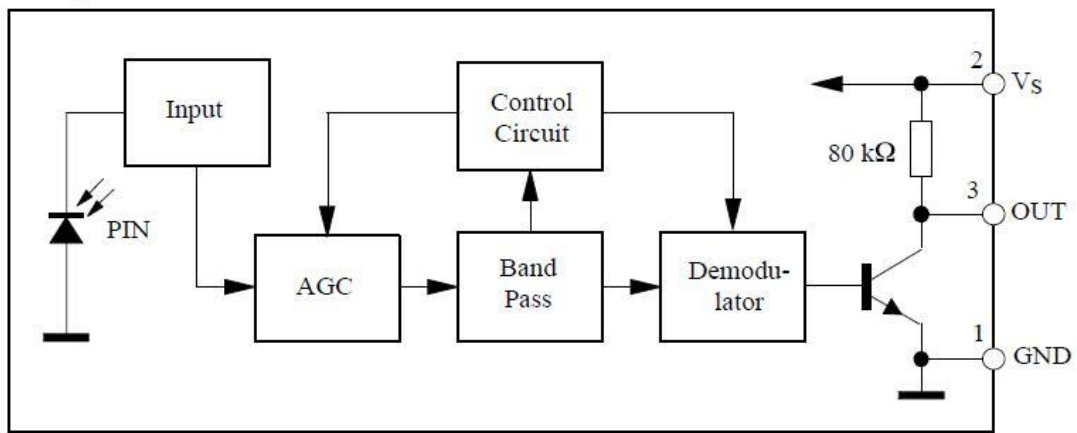 Input
PIN
AGC
Control
Circuit
Band
Pass
Demodu-
lator
80 kΩ
2
VS
3
OUT
1
GND